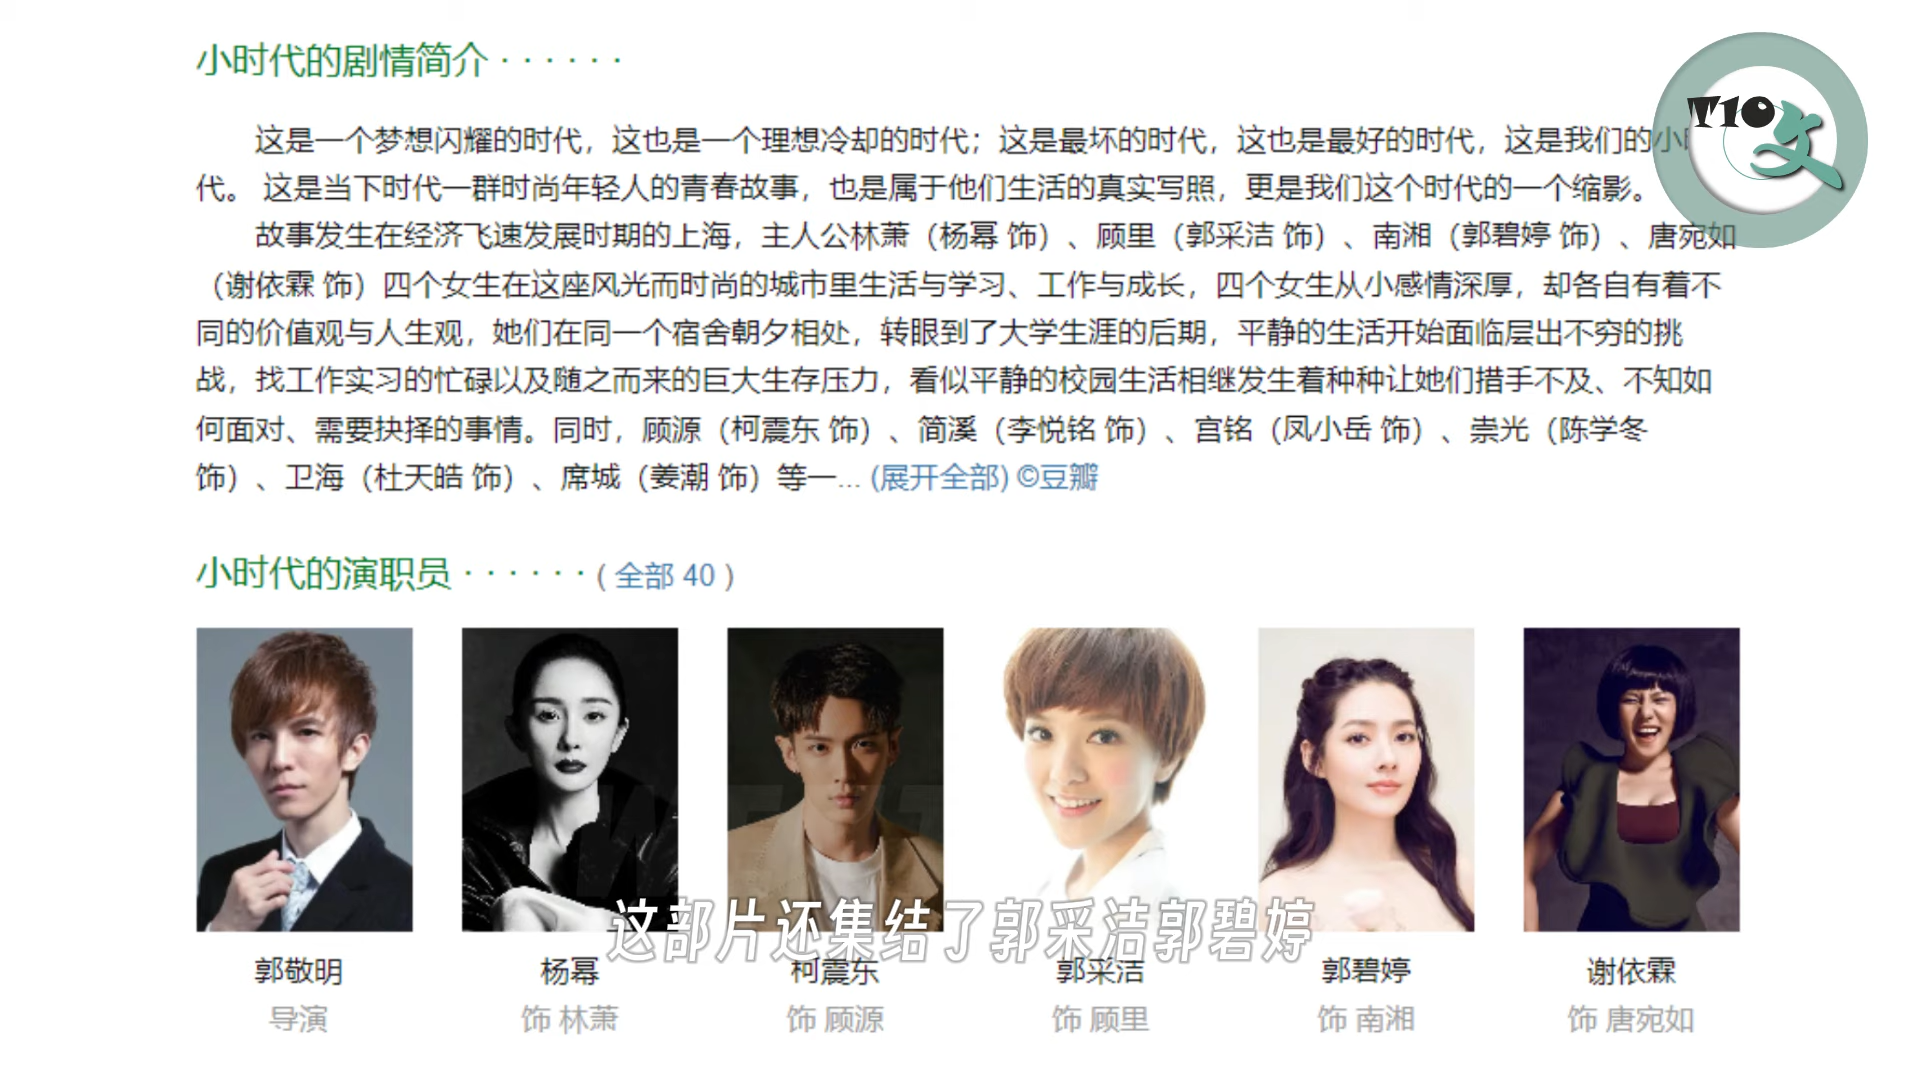 小时代的剧情简介 · · · · · ·
T10文
这是一个梦想闪耀的时代，这也是一个理想冷却的时代；这是最坏的时代，这也是最好的时代，这是我们的小时
代。 这是当下时代一群时尚年轻人的青春故事，也是属于他们生活的真实写照，更是我们这个时代的一个缩影。
故事发生在经济飞速发展时期的上海，主人公林萧（杨幂 饰）、顾里（郭采洁 饰）、南湘（郭碧婷 饰）、唐宛如
（谢依霖 饰）四个女生在这座风光而时尚的城市里生活与学习、工作与成长，四个女生从小感情深厚，却各自有着不
同的价值观与人生观，她们在同一个宿舍朝夕相处，转眼到了大学生涯的后期，平静的生活开始面临层出不穷的挑
战，找工作实习的忙碌以及随之而来的巨大生存压力，看似平静的校园生活相继发生着种种让她们措手不及、不知如
何面对、需要抉择的事情。同时，顾源（柯震东 饰）、简溪（李悦铭 饰）、宫铭（凤小岳 饰）、崇光（陈学冬
饰）、卫海（杜天皓 饰）、席城（姜潮 饰）等一... (展开全部) ©豆瓣
小时代的演职员 · · · · · · ( 全部 40 )
这部片还集结了郭采洁郭碧婷
郭敬明 杨幂 柯震东 郭采洁 郭碧婷 谢依霖
导演 饰 林萧 饰 顾源 饰 顾里 饰 南湘 饰 唐宛如